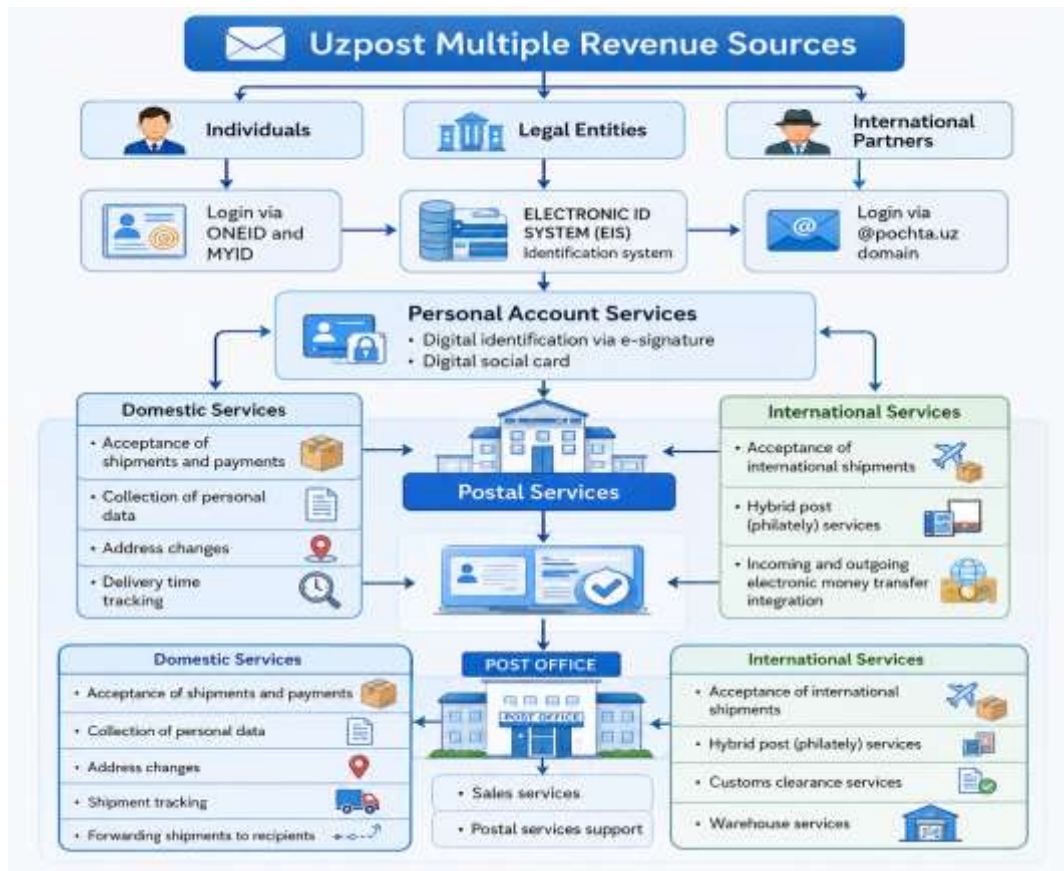 Uzpost Multiple Revenue Sources
Individuals
Legal Entities
International
Partners
Login via
ONEID and
MYID
ELECTRONIC ID
SYSTEM (EIS)
Identification system
@
Login via
@pochta.uz
domain
Personal Account Services
• Digital identification via e-signature
• Digital social card
Domestic Services
• Acceptance of
shipments and payments
• Collection of personal
data
• Address changes
• Delivery time
tracking
Postal Services
International Services
• Acceptance of
international shipments
• Hybrid post
(philately) services
• Incoming and outgoing
electronic money transfer
integration
Domestic Services
• Acceptance of shipments and payments
• Collection of personal data
• Address changes
• Shipment tracking
• Forwarding shipments to recipients
POST OFFICE
POST OFFICE
• Sales services
• Postal services support
International Services
• Acceptance of international
shipments
• Hybrid post (philately) services
• Customs clearance services
• Warehouse services